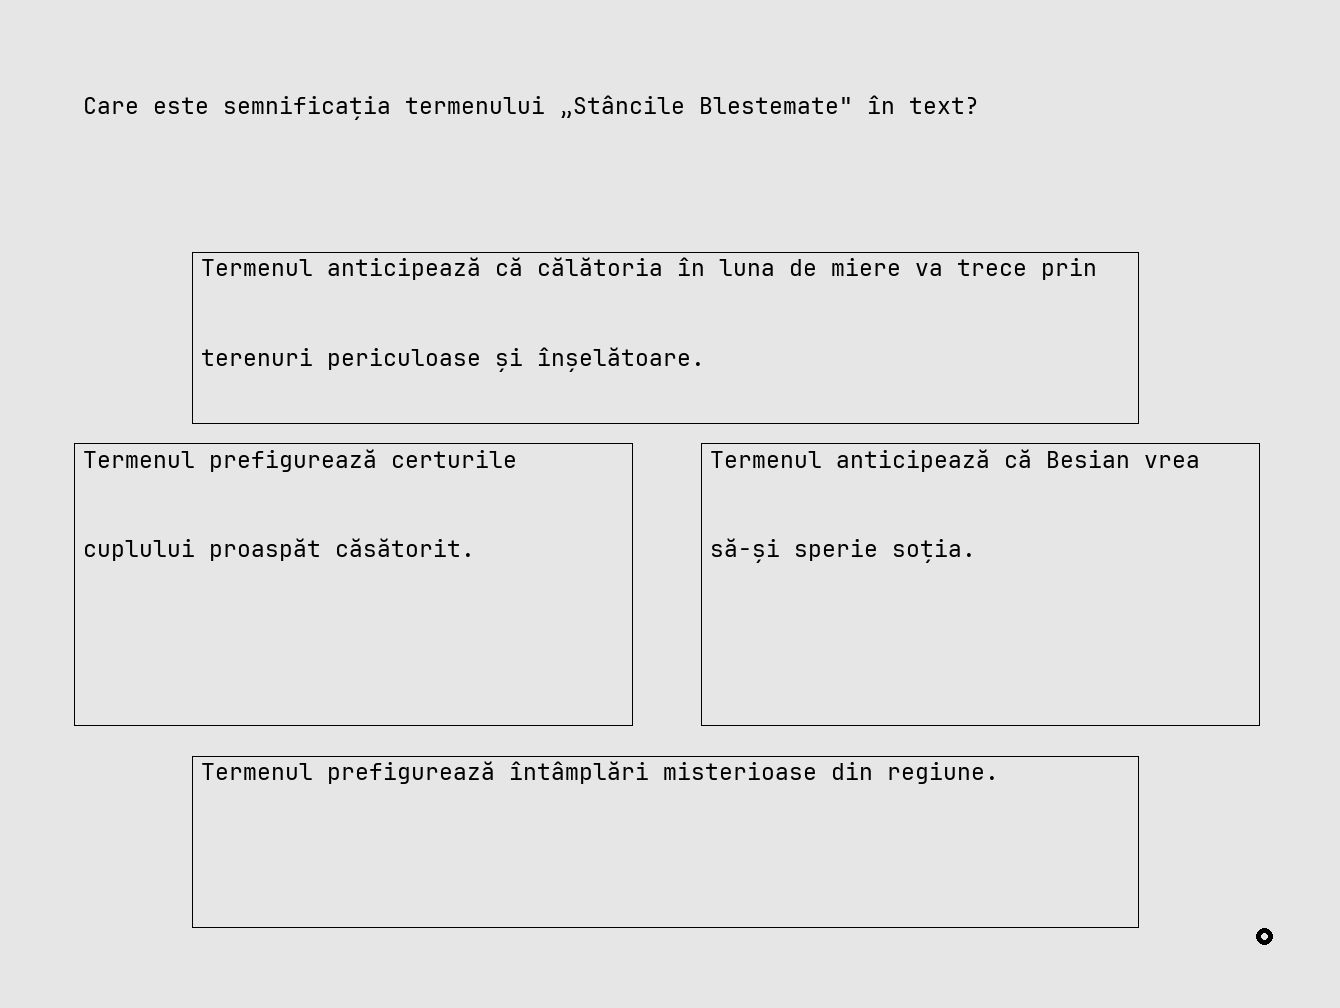 Care este semnificația termenului „Stâncile Blestemate" în text?
Termenul anticipează că călătoria în luna de miere va trece prin
terenuri periculoase și înșelătoare.
Termenul prefigurează certurile
cuplului proaspăt căsătorit.
Termenul anticipează că Besian vrea
să-și sperie soția.
Termenul prefigurează întâmplări misterioase din regiune.